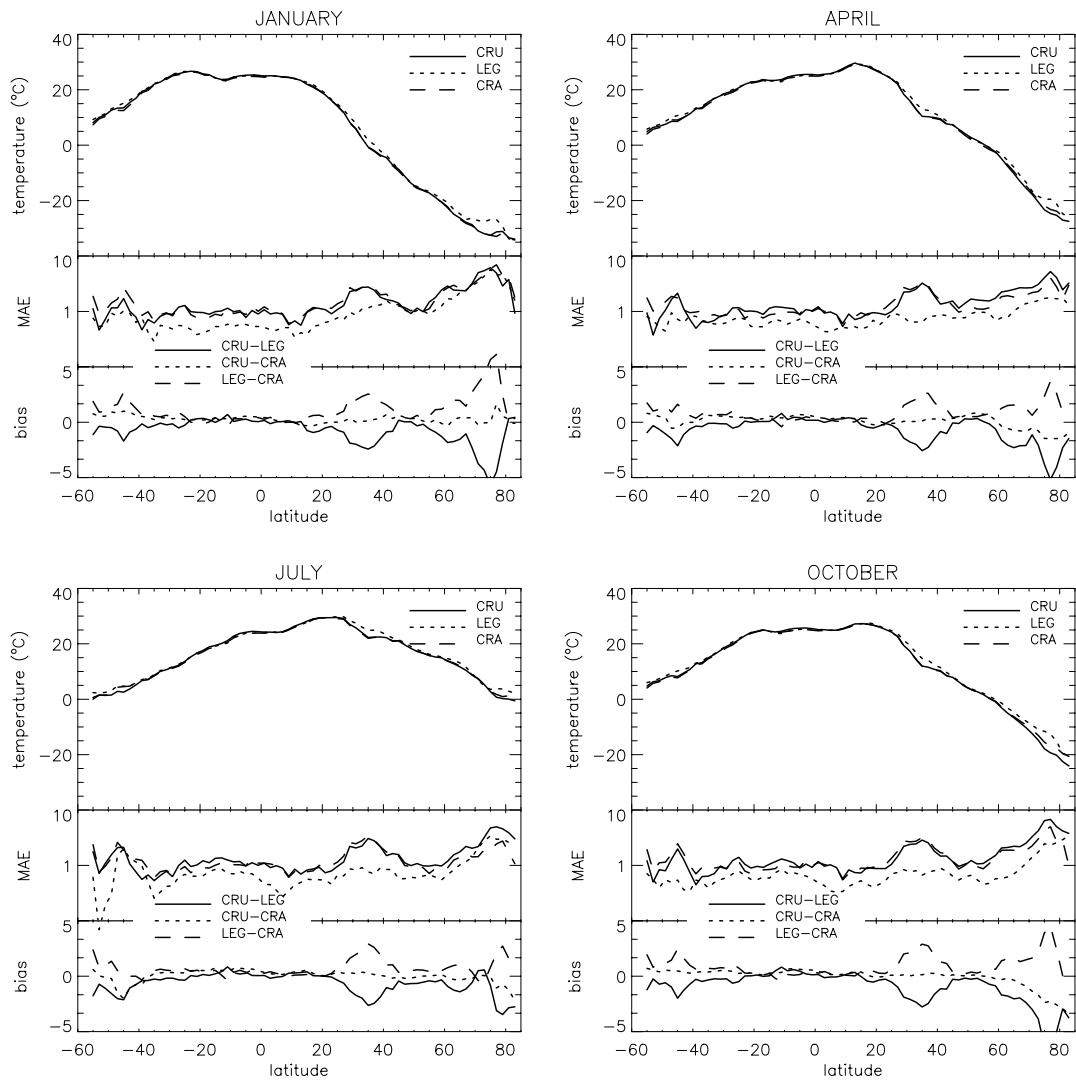 JANUARY
40
20
0
−20
temperature (°C)
CRU
LEG
CRA
10
1
MAE
CRU−LEG
CRU−CRA
LEG−CRA
5
0
−5
bias
−60 −40 −20 0 20 40 60 80
latitude
APRIL
40
20
0
−20
temperature (°C)
CRU
LEG
CRA
10
1
MAE
CRU−LEG
CRU−CRA
LEG−CRA
5
0
−5
bias
−60 −40 −20 0 20 40 60 80
latitude
JULY
40
20
0
−20
temperature (°C)
CRU
LEG
CRA
10
1
MAE
CRU−LEG
CRU−CRA
LEG−CRA
5
0
−5
bias
−60 −40 −20 0 20 40 60 80
latitude
OCTOBER
40
20
0
−20
temperature (°C)
CRU
LEG
CRA
10
1
MAE
CRU−LEG
CRU−CRA
LEG−CRA
5
0
−5
bias
−60 −40 −20 0 20 40 60 80
latitude